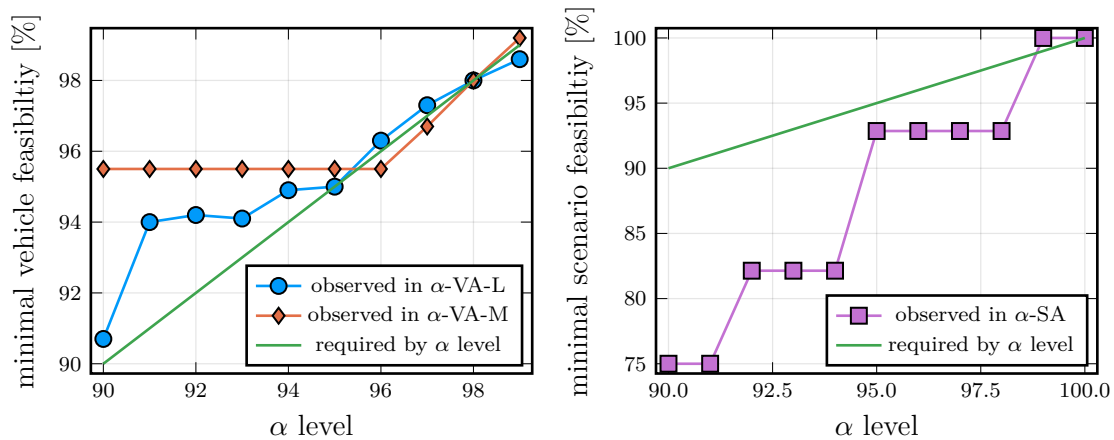 minimal vehicle feasibiltiy [%]
98
96
94
92
90
90
92
94
96
98
α level
observed in α-VA-L
observed in α-VA-M
required by α level
minimal scenario feasibiltiy [%]
100
95
90
85
80
75
90.0
92.5
95.0
97.5
100.0
α level
observed in α-SA
required by α level